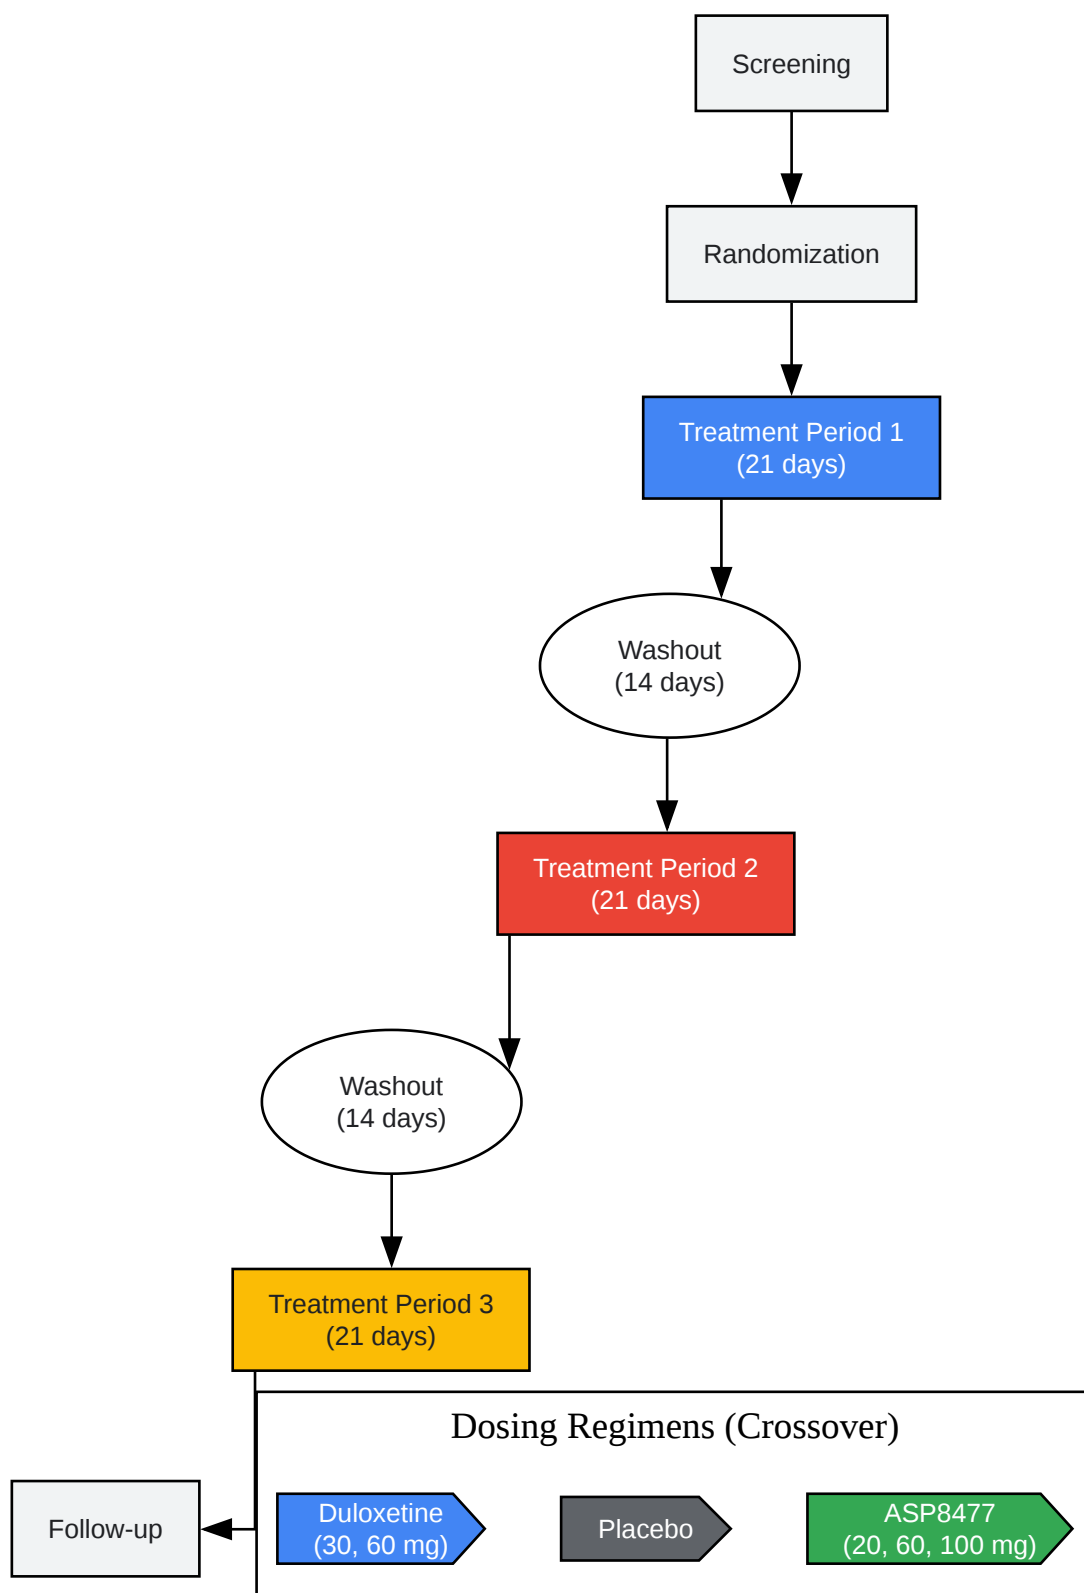 Screening
Randomization
Treatment Period 1
(21 days)
Washout
(14 days)
Treatment Period 2
(21 days)
Washout
(14 days)
Treatment Period 3
(21 days)
Dosing Regimens (Crossover)
Follow-up
Duloxetine
(30, 60 mg)
Placebo
ASP8477
(20, 60, 100 mg)